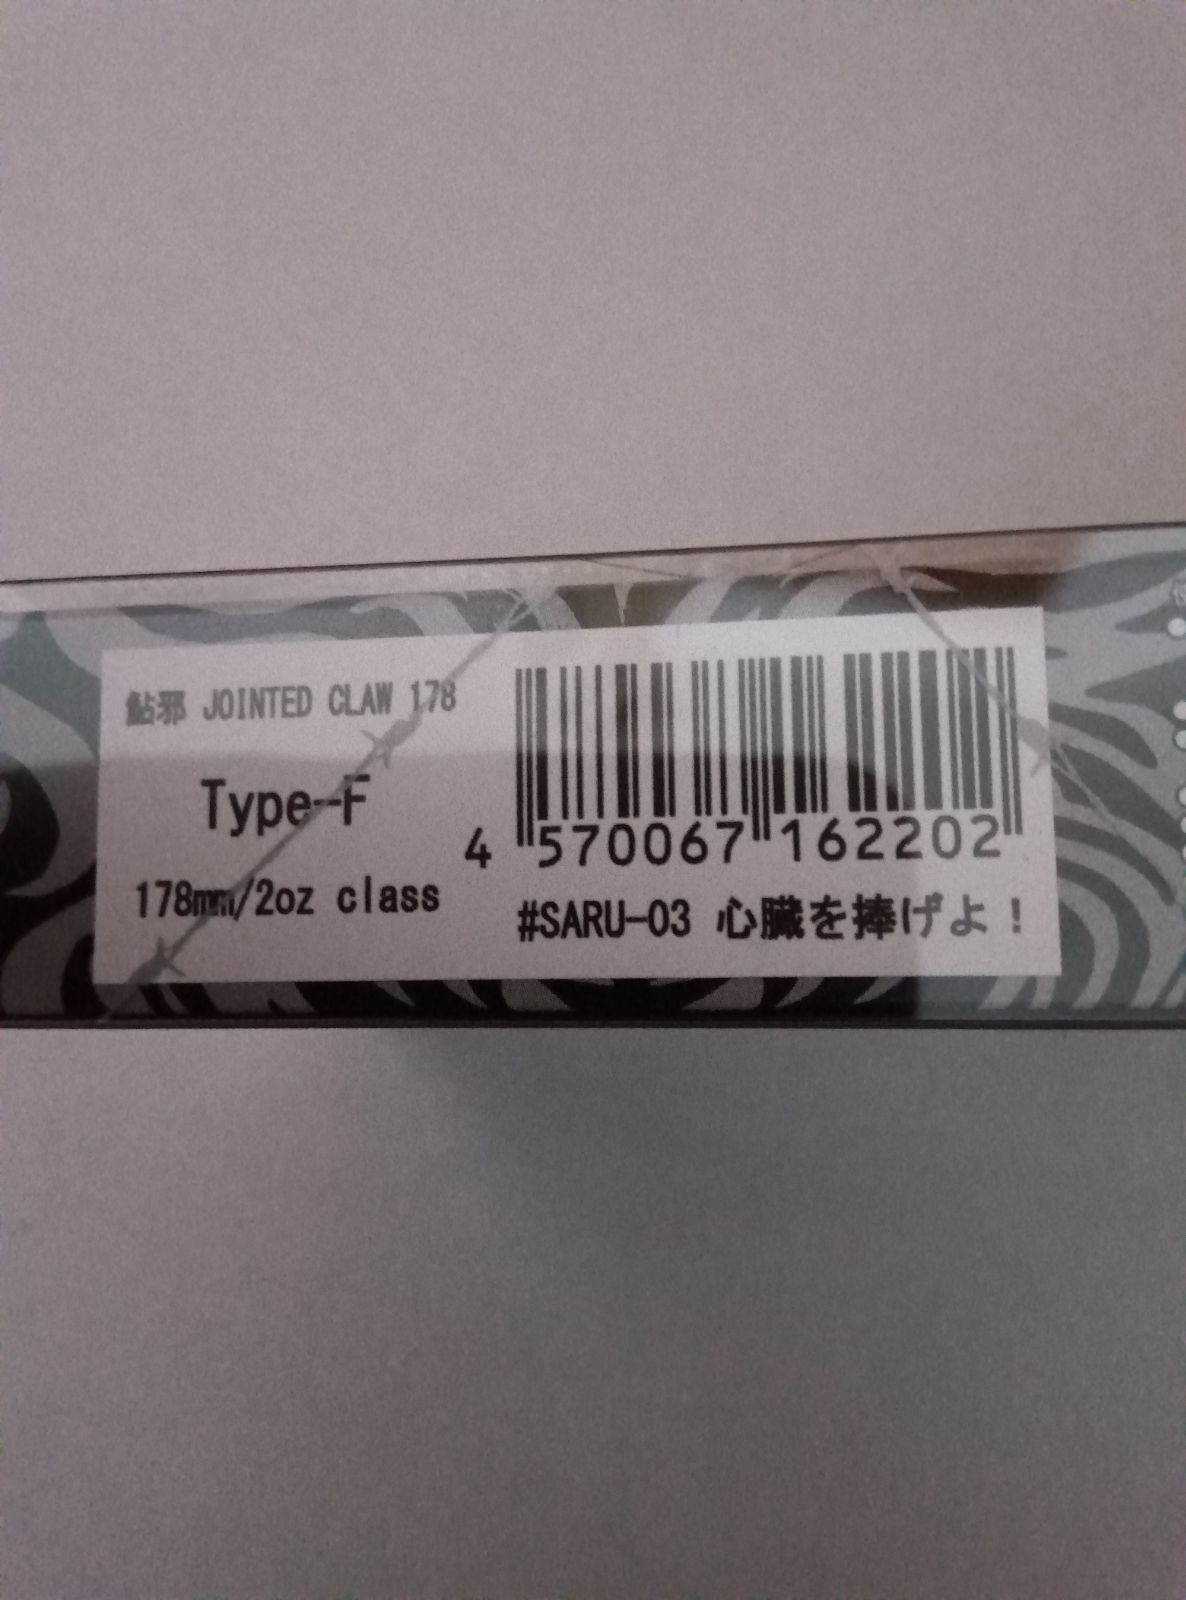 鮎邪 JOINTED CLAW 178
Type-F
178mm/2oz class
4 570067 162202
#SARU-03 心臓を捧げよ！